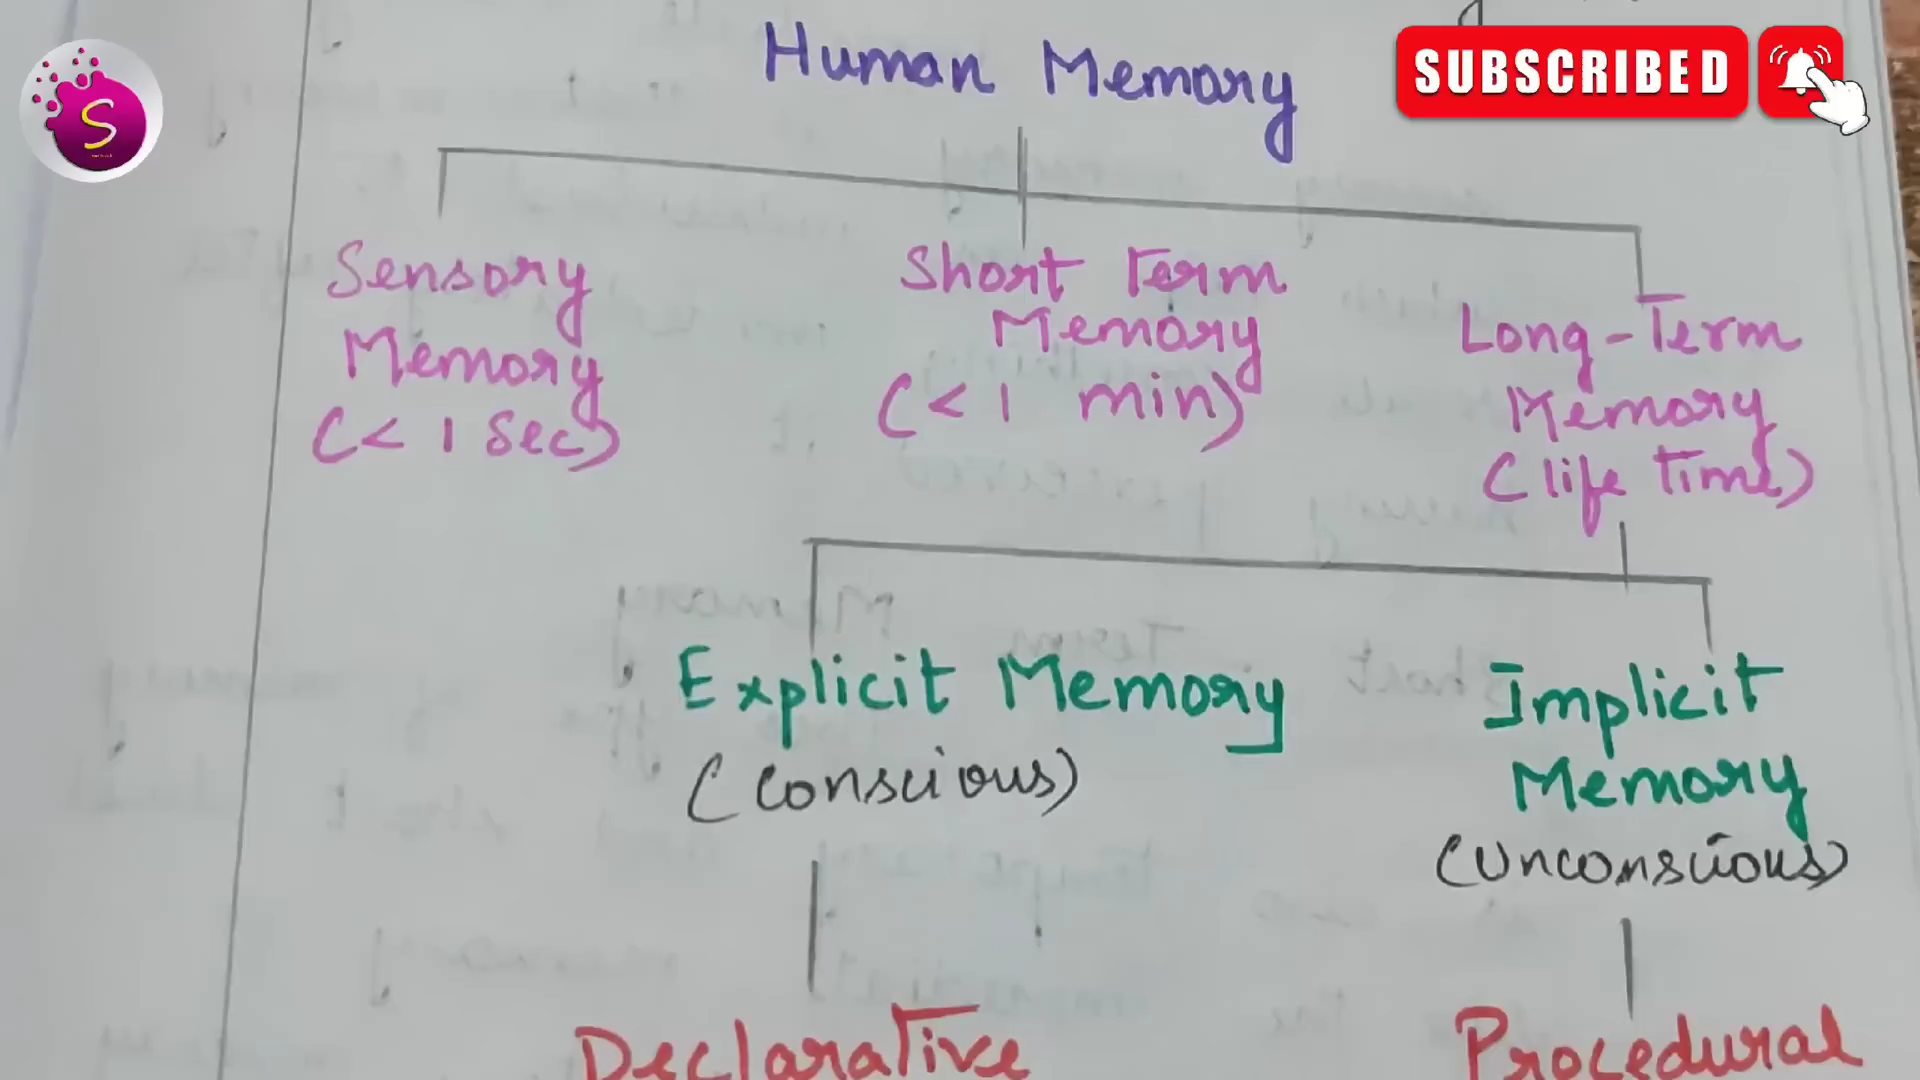 Human Memory
SUBSCRIBED
S
Sensory
Memory
(< 1 Sec)
Short Term
Memory
(< 1 min)
Long-Term
Memory
(life time)
Explicit Memory
(conscious)
Implicit
Memory
(Unconscious)
Declarative
Procedural